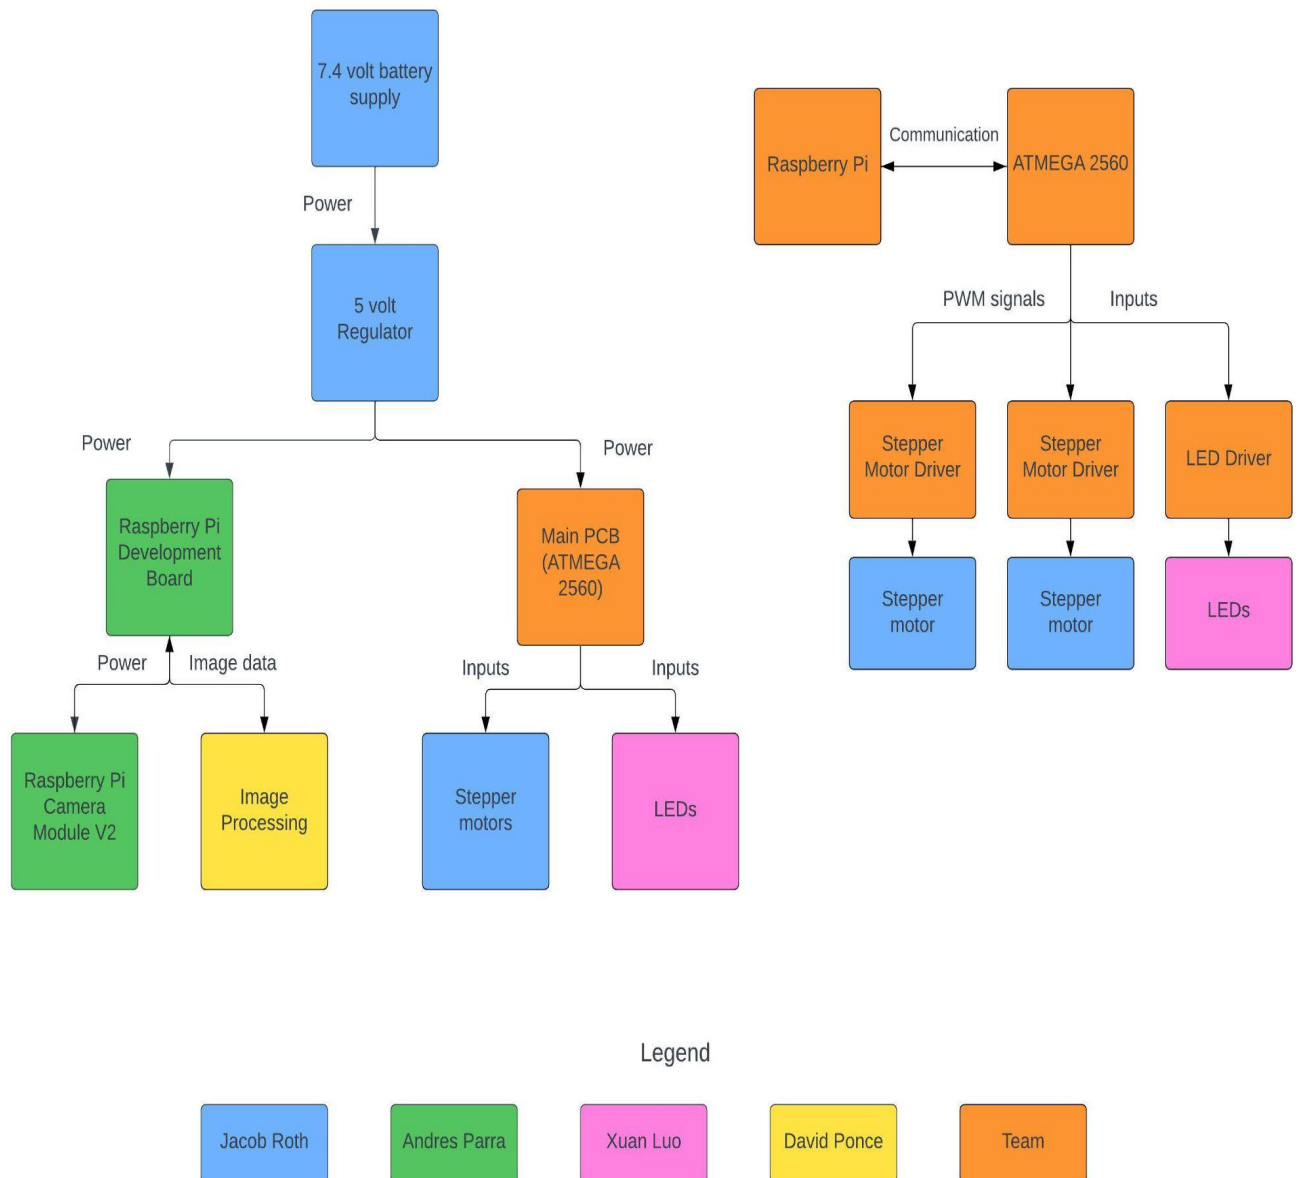 7.4 volt battery
supply
Power
5 volt
Regulator
Power
Power
Raspberry Pi
Development
Board
Main PCB
(ATMEGA
2560)
Power
Image data
Inputs
Inputs
Raspberry Pi
Camera
Module V2
Image
Processing
Stepper
motors
LEDs
Raspberry Pi
Communication
ATMEGA 2560
PWM signals
Inputs
Stepper
Motor Driver
Stepper
Motor Driver
LED Driver
Stepper
motor
Stepper
motor
LEDs
Legend
Jacob Roth
Andres Parra
Xuan Luo
David Ponce
Team